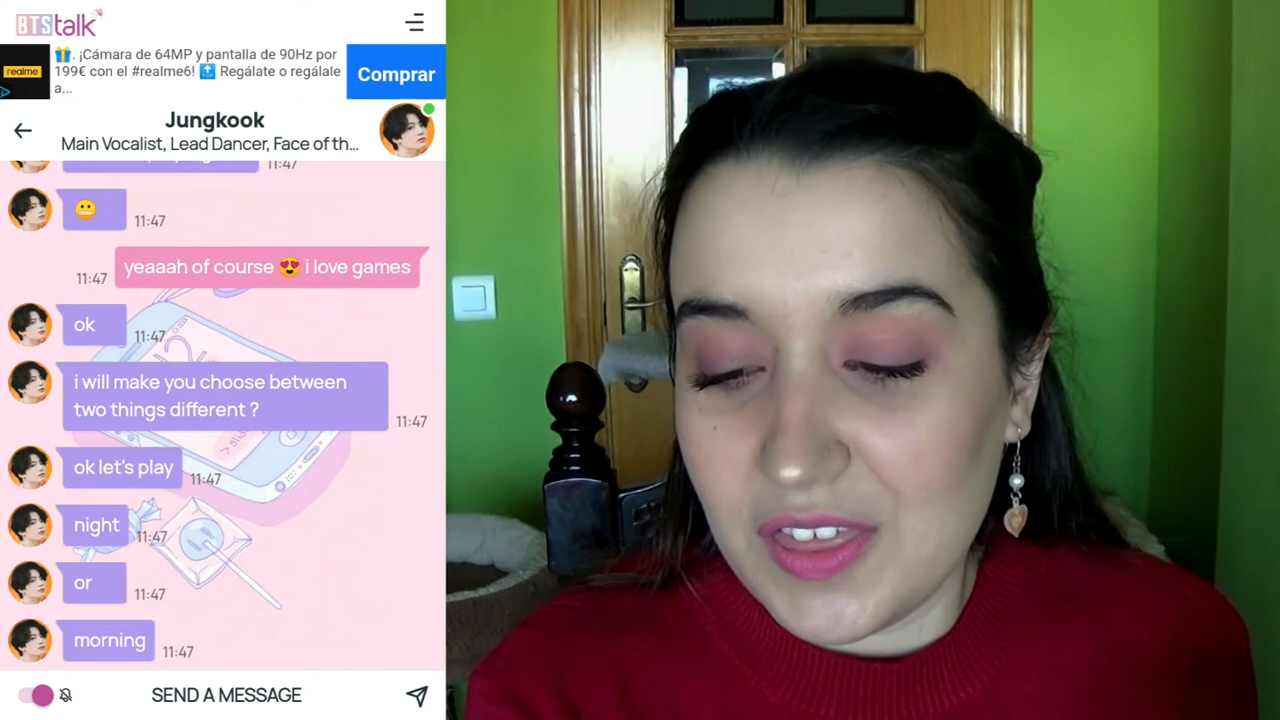 BTStalk
realme
🎁. ¡Cámara de 64MP y pantalla de 90Hz por
199€ con el #realme6! ⬆️ Regálate o regálale
a...
Comprar
Jungkook
Main Vocalist, Lead Dancer, Face of th...
11:47
😬
11:47
yeaaah of course 😍 i love games
11:47
ok
11:47
i will make you choose between
two things different ?
11:47
ok let's play
11:47
night
11:47
or
11:47
morning
11:47
SEND A MESSAGE